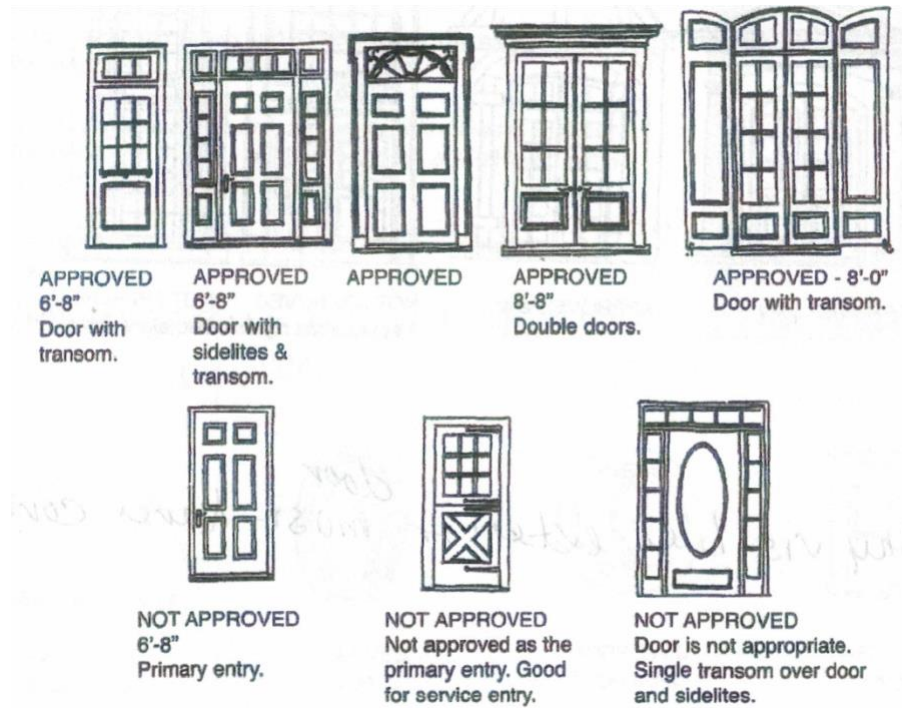 APPROVED
6'-8"
Door with
transom.
APPROVED
6'-8"
Door with
sidelites &
transom.
APPROVED
APPROVED
8'-8"
Double doors.
APPROVED - 8'-0"
Door with transom.
NOT APPROVED
6'-8"
Primary entry.
NOT APPROVED
Not approved as the
primary entry. Good
for service entry.
NOT APPROVED
Door is not appropriate.
Single transom over door
and sidelites.